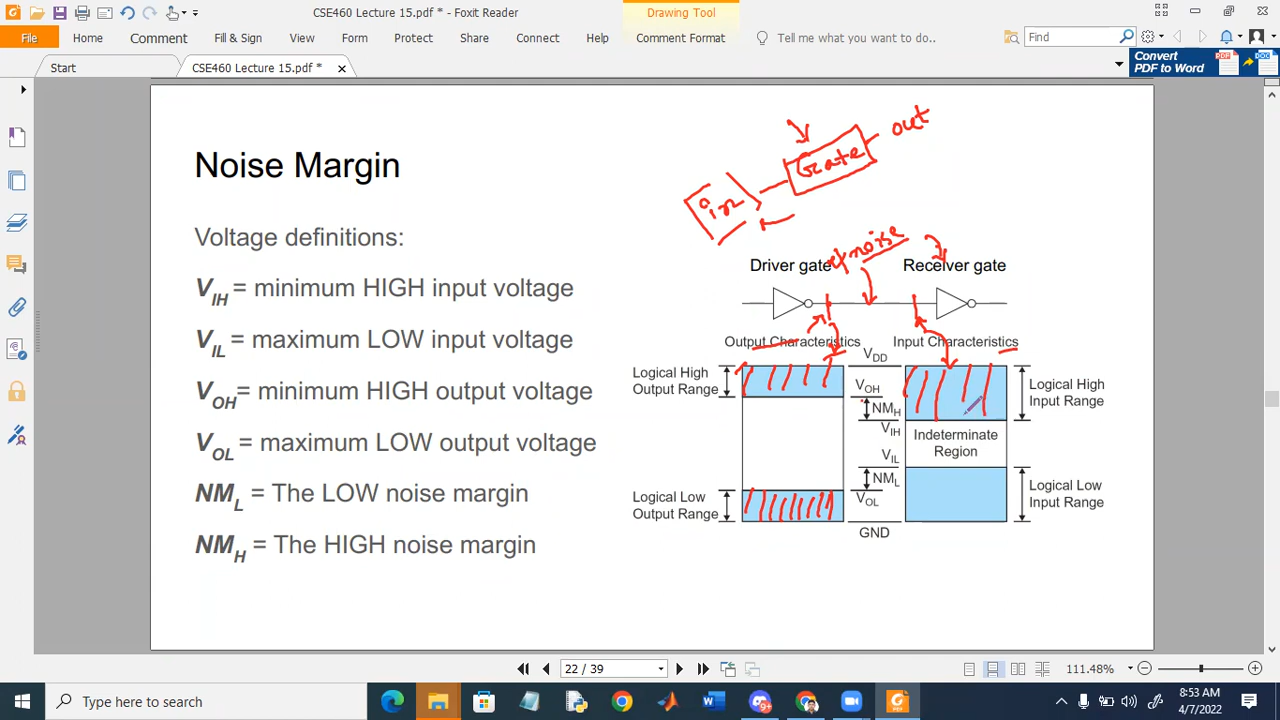 CSE460 Lecture 15.pdf * - Foxit Reader
Drawing Tool
File
Home
Comment
Fill & Sign
View
Form
Protect
Share
Connect
Help
Comment Format
Tell me what you want to do..
Find
Start
CSE460 Lecture 15.pdf *
Convert
PDF to Word
out
Gate
in
Noise Margin
Voltage definitions:
VIH = minimum HIGH input voltage
VIL = maximum LOW input voltage
VOH = minimum HIGH output voltage
VOL = maximum LOW output voltage
NML = The LOW noise margin
NMH = The HIGH noise margin
noise
Driver gate
Receiver gate
Output Characteristics
Input Characteristics
VDD
Logical High
Output Range
VOH
NMH
VIH
Logical High
Input Range
Indeterminate
Region
VIL
NML
VOL
Logical Low
Output Range
Logical Low
Input Range
GND
22 / 39
111.48%
Type here to search
8:53 AM
4/7/2022